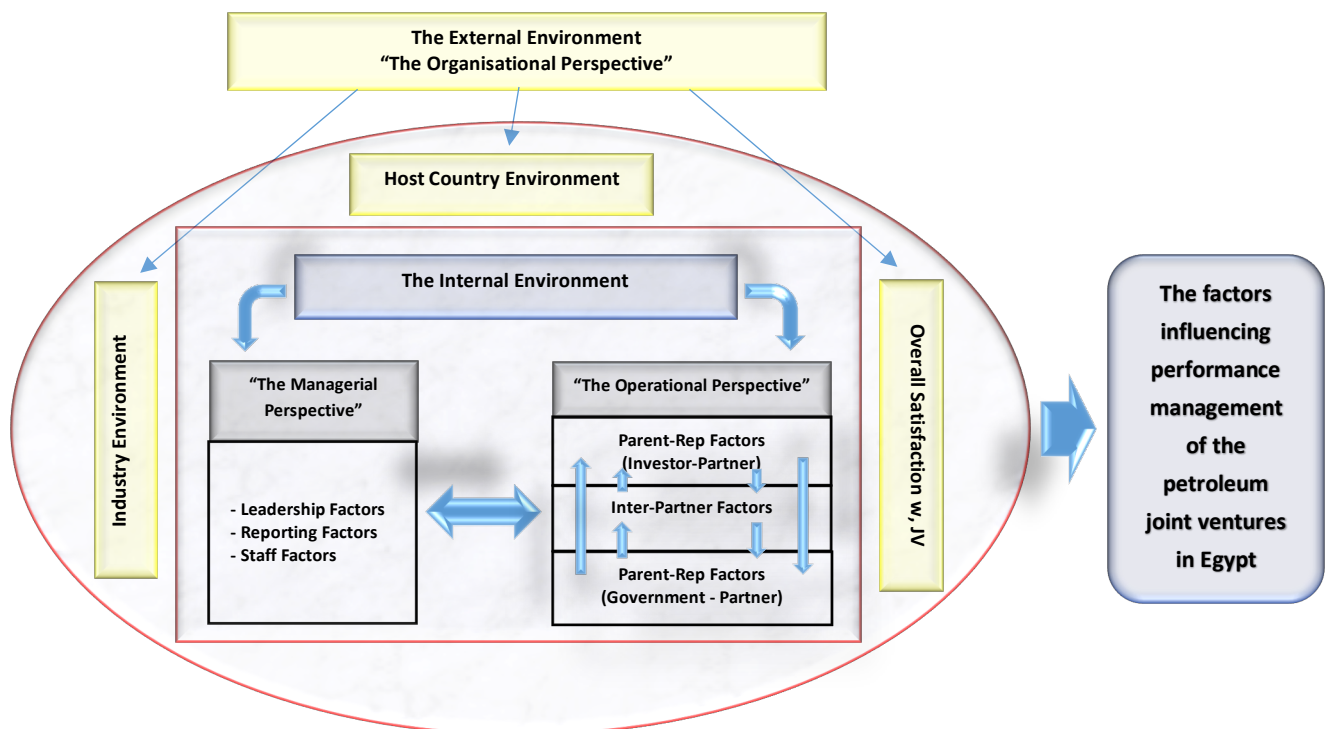 The External Environment
“The Organisational Perspective”
Host Country Environment
The Internal Environment
Industry Environment
“The Managerial
Perspective”
- Leadership Factors
- Reporting Factors
- Staff Factors
“The Operational Perspective”
Parent-Rep Factors
(Investor-Partner)
Inter-Partner Factors
Parent-Rep Factors
(Government - Partner)
Overall Satisfaction w, JV
The factors
influencing
performance
management
of the
petroleum
joint ventures
in Egypt